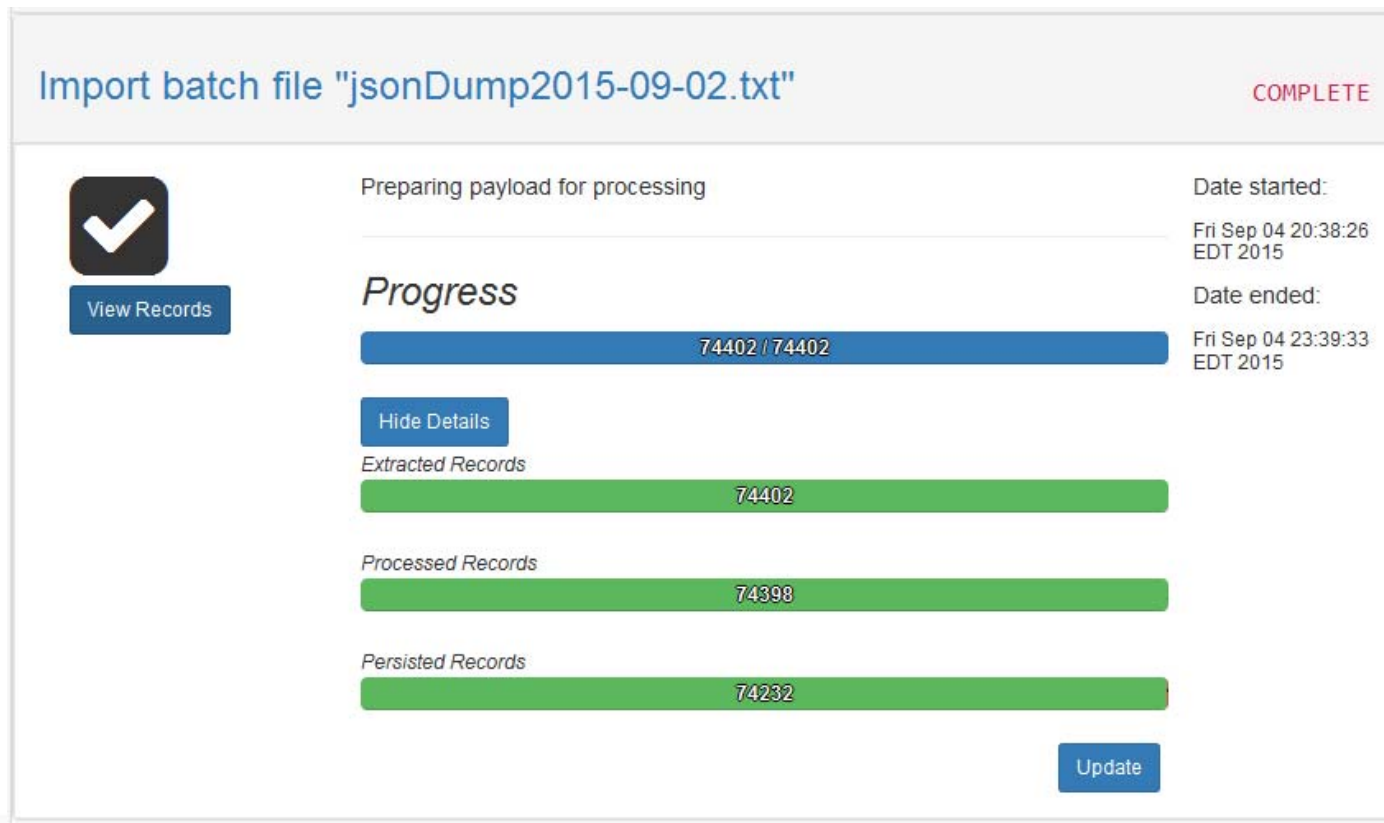 Import batch file "jsonDump2015-09-02.txt"
COMPLETE
View Records
Preparing payload for processing
Progress
74402 / 74402
Hide Details
Extracted Records
74402
Processed Records
74398
Persisted Records
74232
Update
Date started:
Fri Sep 04 20:38:26
EDT 2015
Date ended:
Fri Sep 04 23:39:33
EDT 2015